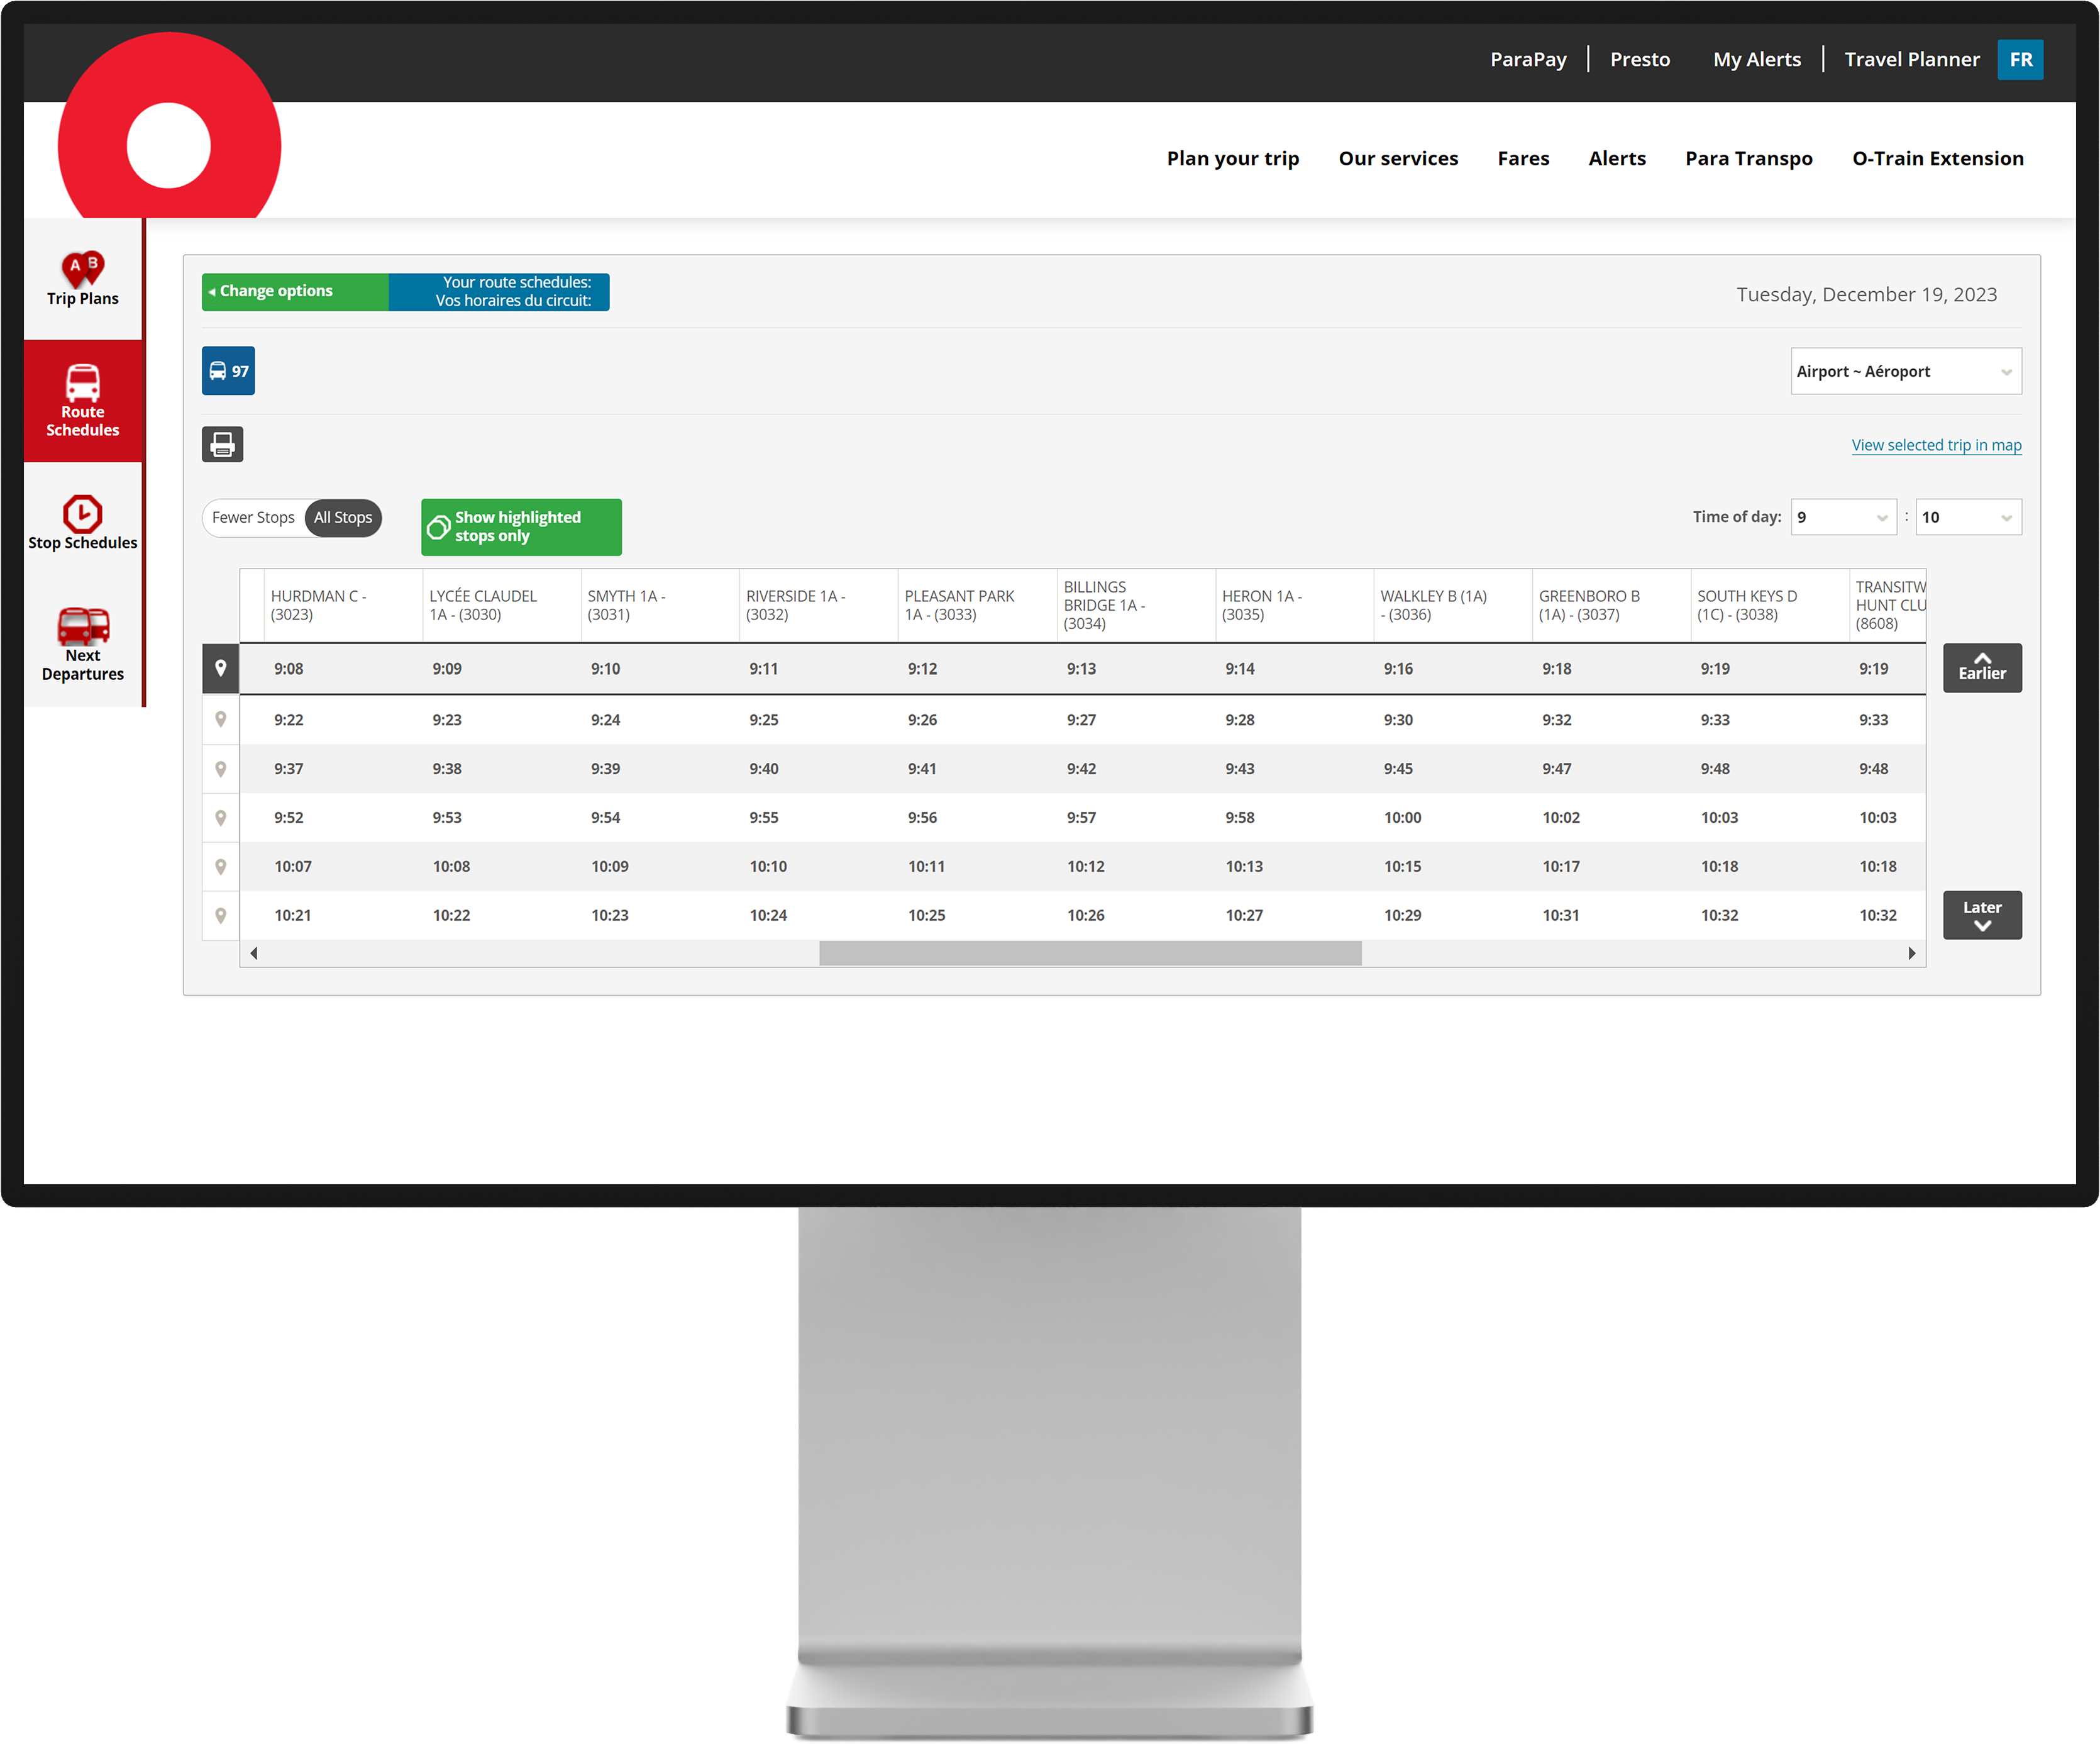 ParaPay
Presto
My Alerts
Travel Planner
FR
Plan your trip
Our services
Fares
Alerts
Para Transpo
O-Train Extension
A B
Trip Plans
Route
Schedules
Stop Schedules
Next
Departures
Change options
Your route schedules:
Vos horaires du circuit:
Tuesday, December 19, 2023
97
Airport ~ Aéroport
View selected trip in map
Fewer Stops
All Stops
Show highlighted
stops only
Time of day:
9
:
10
HURDMAN C -
(3023)
LYCÉE CLAUDEL
1A - (3030)
SMYTH 1A -
(3031)
RIVERSIDE 1A -
(3032)
PLEASANT PARK
1A - (3033)
BILLINGS
BRIDGE 1A -
(3034)
HERON 1A -
(3035)
WALKLEY B (1A)
- (3036)
GREENBORO B
(1A) - (3037)
SOUTH KEYS D
(1C) - (3038)
TRANSITW
HUNT CLU
(8608)
9:08 9:09 9:10 9:11 9:12 9:13 9:14 9:16 9:18 9:19 9:19
9:22 9:23 9:24 9:25 9:26 9:27 9:28 9:30 9:32 9:33 9:33
9:37 9:38 9:39 9:40 9:41 9:42 9:43 9:45 9:47 9:48 9:48
9:52 9:53 9:54 9:55 9:56 9:57 9:58 10:00 10:02 10:03 10:03
10:07 10:08 10:09 10:10 10:11 10:12 10:13 10:15 10:17 10:18 10:18
10:21 10:22 10:23 10:24 10:25 10:26 10:27 10:29 10:31 10:32 10:32
Earlier
Later